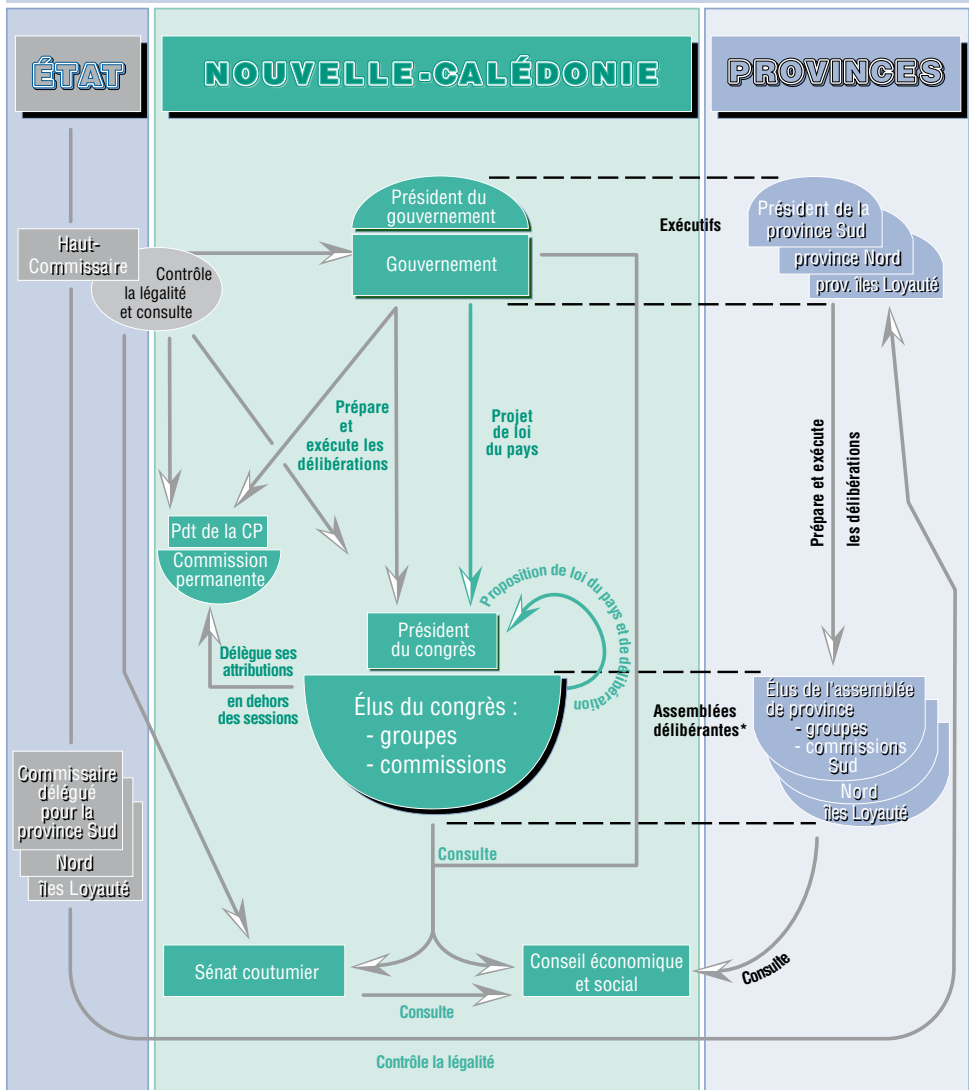 ÉTAT
NOUVELLE-CALÉDONIE
PROVINCES
Président du
gouvernement
Gouvernement
Exécutifs
Président de la
province Sud
province Nord
prov. îles Loyauté
Haut-
Commissaire
Contrôle
la légalité
et consulte
Prépare
et
exécute les
délibérations
Projet
de loi
du pays
Prépare et exécute
les délibérations
Pdt de la CP
Commission
permanente
Proposition de loi du pays et de délibération
Président
du congrès
Délègue ses
attributions
en dehors
des sessions
Élus du congrès :
- groupes
- commissions
Assemblées
délibérantes*
Élus de l'assemblée
de province
- groupes
- commissions
Sud
Nord
îles Loyauté
Commissaire
délégué
pour la
province Sud
Nord
îles Loyauté
Consulte
Sénat coutumier
Conseil économique
et social
Consulte
Consulte
Contrôle la légalité